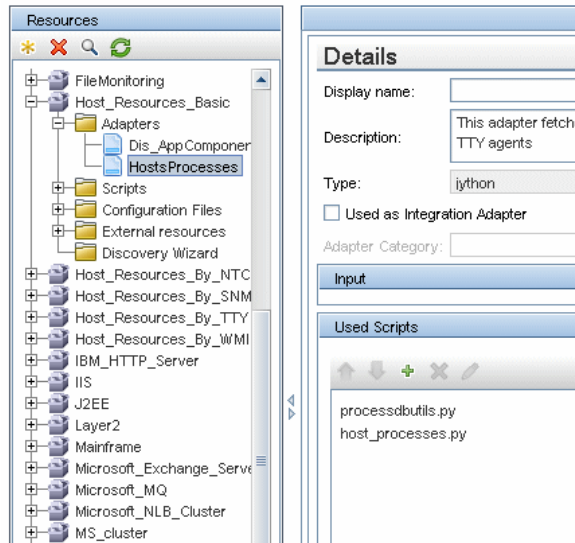 Resources
FileMonitoring
Host_Resources_Basic
Adapters
Dis_AppComponen
HostsProcesses
Scripts
Configuration Files
External resources
Discovery Wizard
Host_Resources_By_NTC
Host_Resources_By_SNM
Host_Resources_By_TTY
Host_Resources_By_WMI
IBM_HTTP_Server
IIS
J2EE
Layer2
Mainframe
Microsoft_Exchange_Serve
Microsoft_MQ
Microsoft_NLB_Cluster
MS_cluster
Details
Display name:
Description:
This adapter fetche
TTY agents
Type:
jython
Used as Integration Adapter
Adapter Category:
Input
Used Scripts
processdbutils.py
host_processes.py